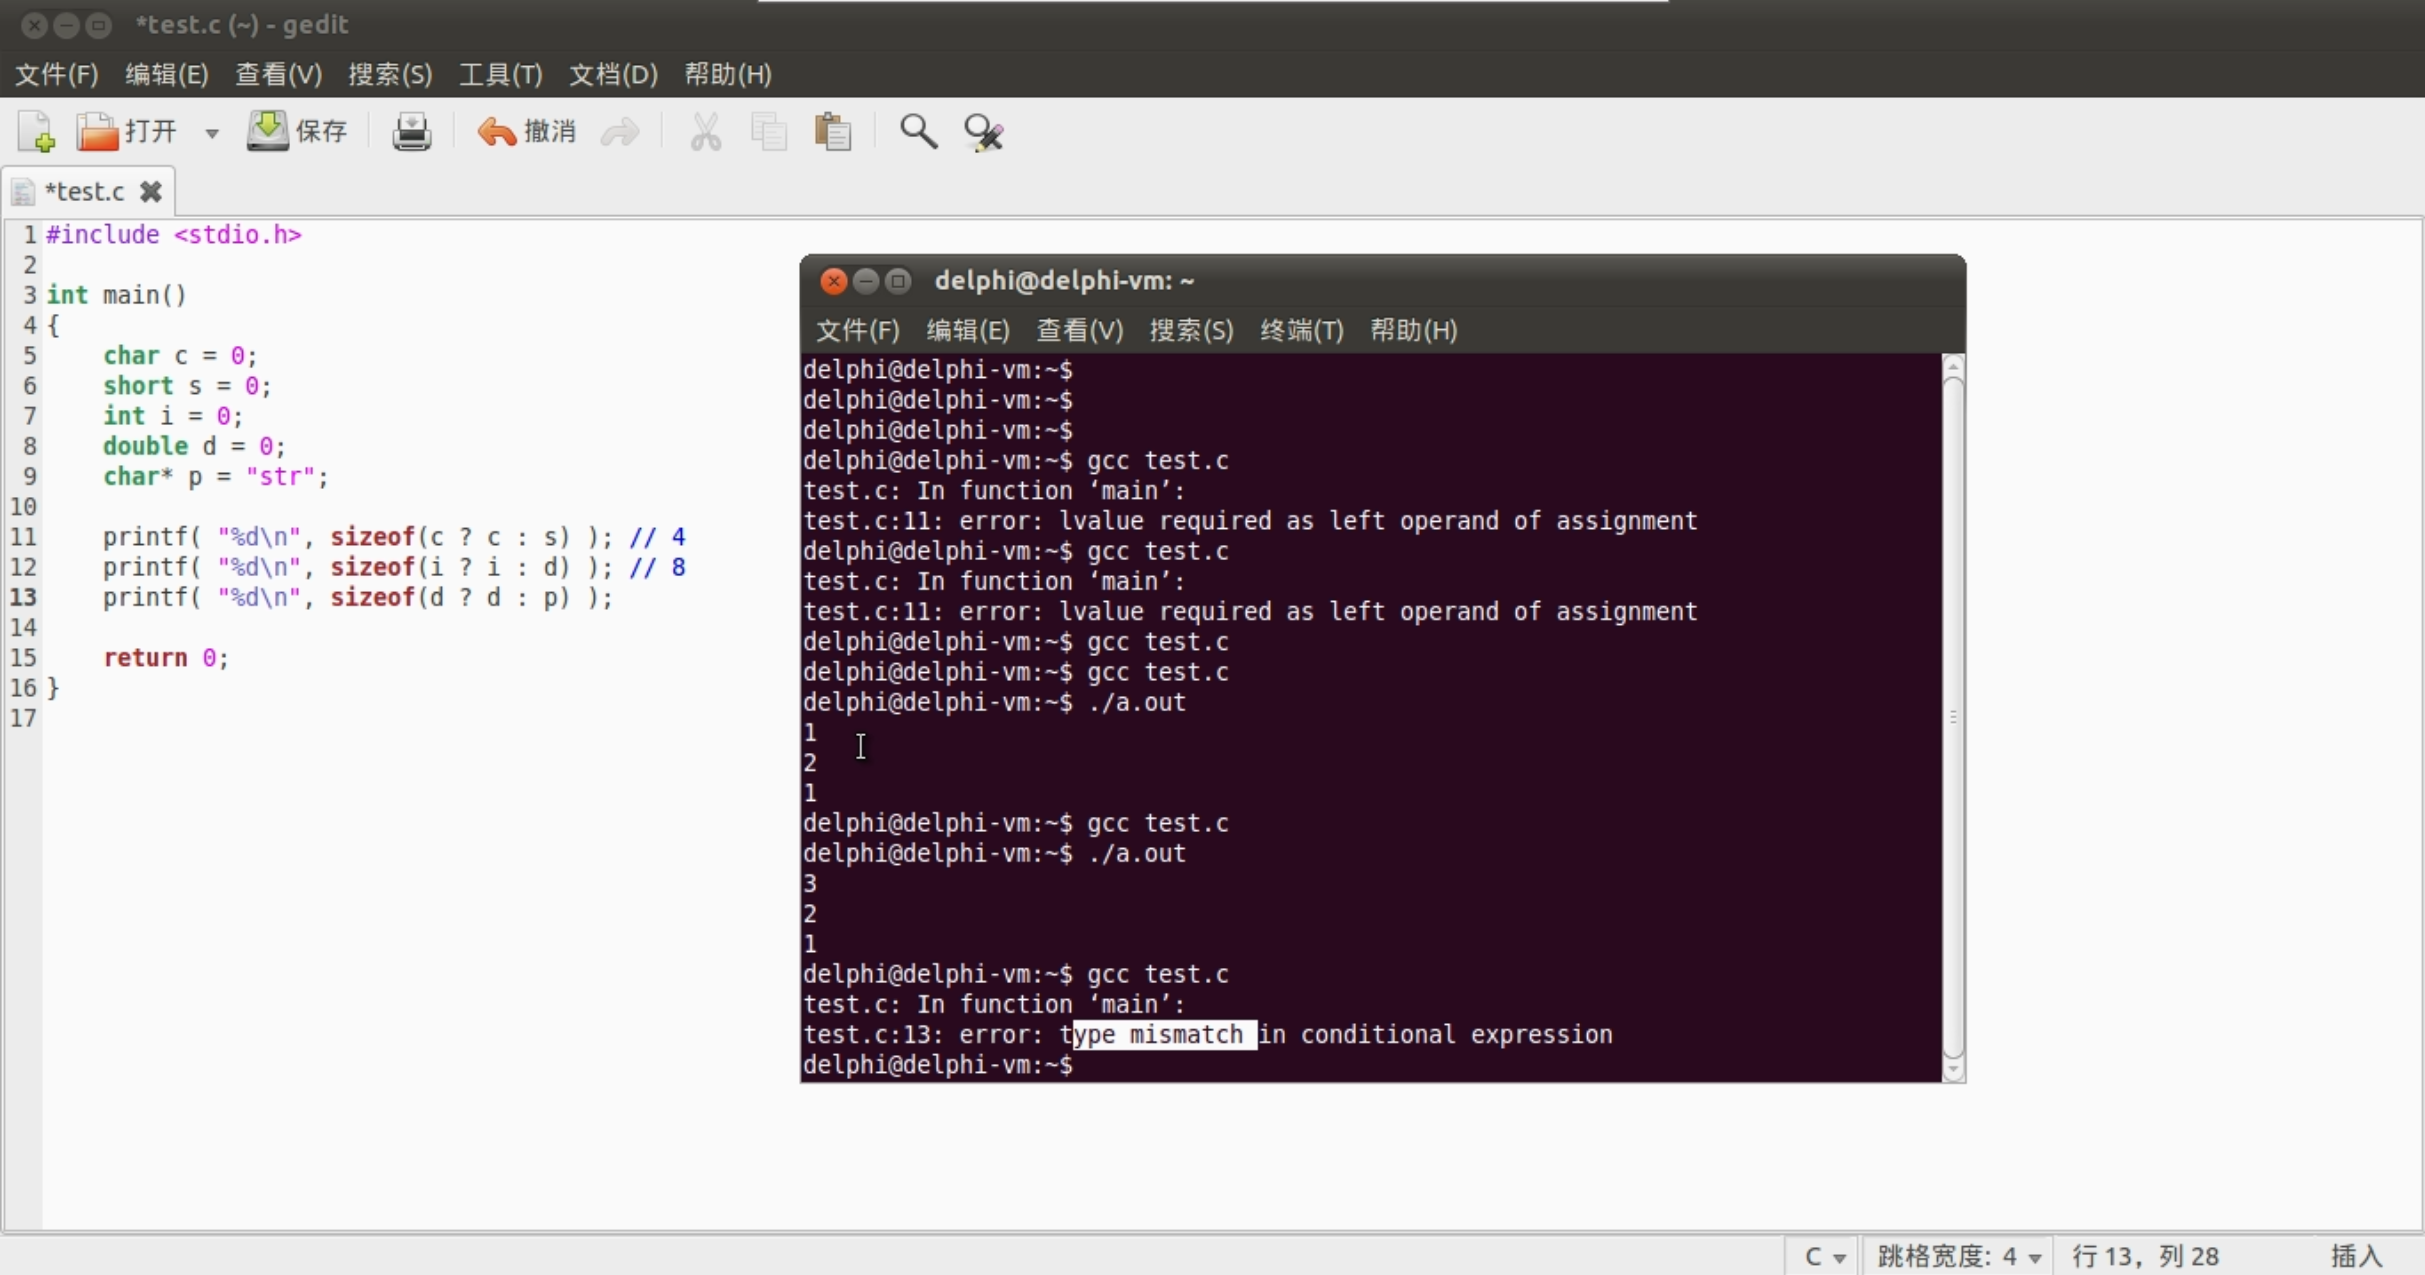 *test.c (~) - gedit
文件(F) 编辑(E) 查看(V) 搜索(S) 工具(T) 文档(D) 帮助(H)
打开 保存 撤消
*test.c
1 #include <stdio.h>
2
3 int main()
4 {
5     char c = 0;
6     short s = 0;
7     int i = 0;
8     double d = 0;
9     char* p = "str";
10
11     printf( "%d\n", sizeof(c ? c : s) ); // 4
12     printf( "%d\n", sizeof(i ? i : d) ); // 8
13     printf( "%d\n", sizeof(d ? d : p) );
14
15     return 0;
16 }
17
delphi@delphi-vm: ~
文件(F) 编辑(E) 查看(V) 搜索(S) 终端(T) 帮助(H)
delphi@delphi-vm:~$
delphi@delphi-vm:~$
delphi@delphi-vm:~$
delphi@delphi-vm:~$ gcc test.c
test.c: In function ‘main’:
test.c:11: error: lvalue required as left operand of assignment
delphi@delphi-vm:~$ gcc test.c
test.c: In function ‘main’:
test.c:11: error: lvalue required as left operand of assignment
delphi@delphi-vm:~$ gcc test.c
delphi@delphi-vm:~$ gcc test.c
delphi@delphi-vm:~$ ./a.out
1
2
1
delphi@delphi-vm:~$ gcc test.c
delphi@delphi-vm:~$ ./a.out
3
2
1
delphi@delphi-vm:~$ gcc test.c
test.c: In function ‘main’:
test.c:13: error: type mismatch in conditional expression
delphi@delphi-vm:~$
C 跳格宽度: 4 行 13，列 28 插入